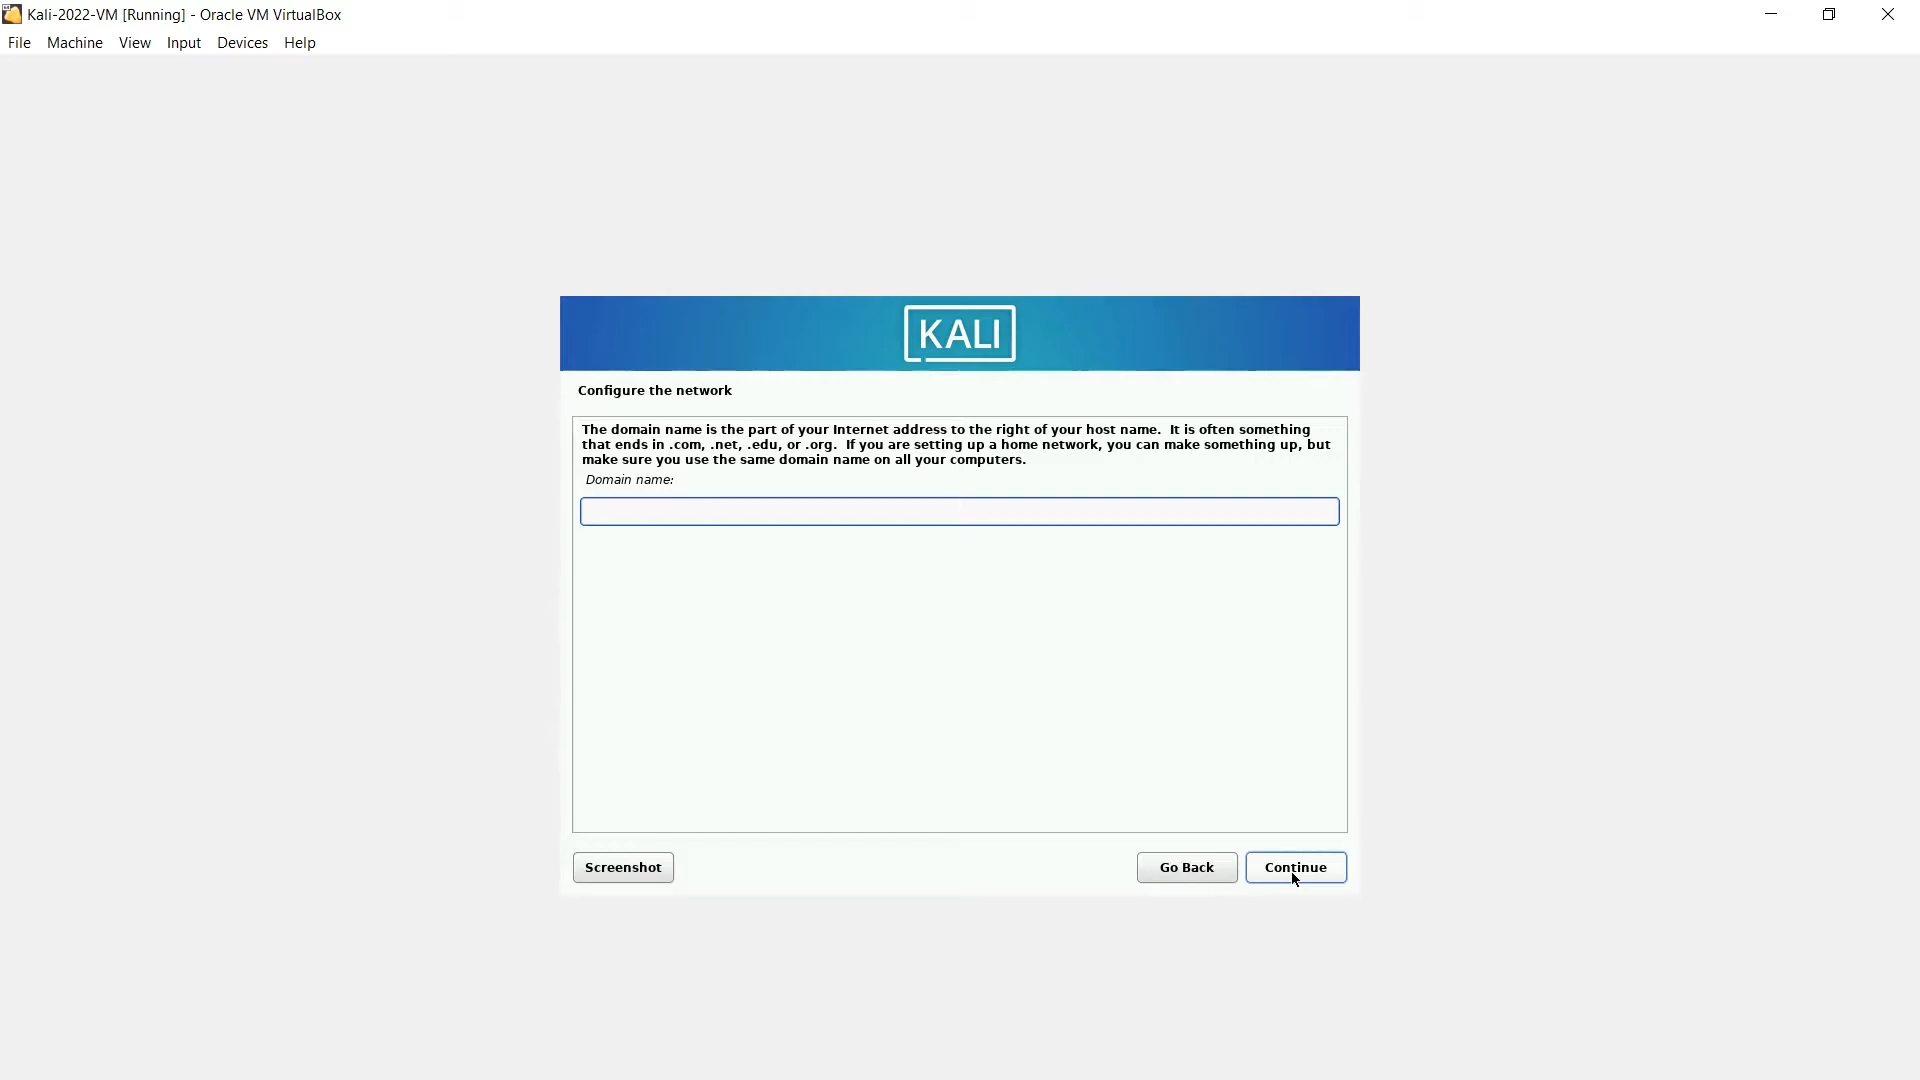 Kali-2022-VM [Running] - Oracle VM VirtualBox
File Machine View Input Devices Help
KALI
Configure the network
The domain name is the part of your Internet address to the right of your host name.  It is often something
that ends in .com, .net, .edu, or .org.  If you are setting up a home network, you can make something up, but
make sure you use the same domain name on all your computers.
Domain name:
Screenshot Go Back Continue